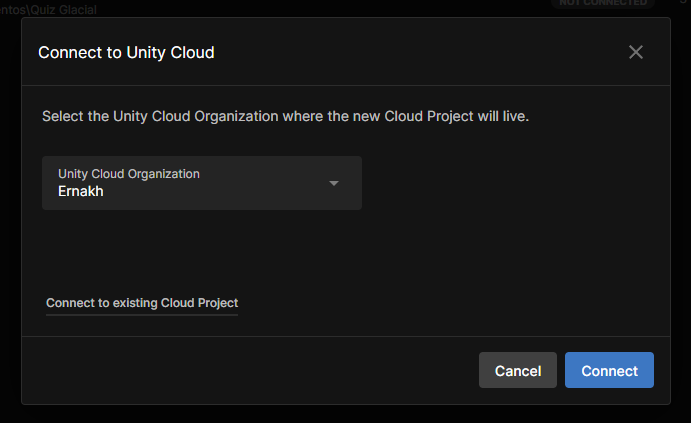 ntos\Quiz Glacial
NOT CONNECTED
Connect to Unity Cloud
Select the Unity Cloud Organization where the new Cloud Project will live.
Unity Cloud Organization
Ernakh
Connect to existing Cloud Project
Cancel
Connect